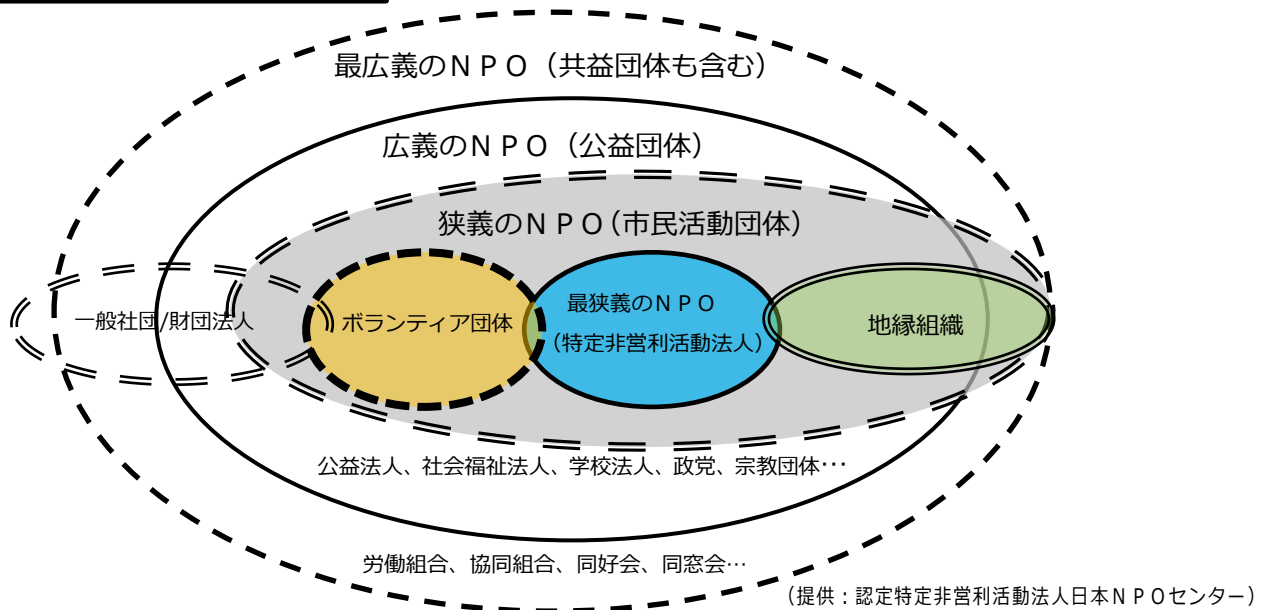 最広義のNPO(共益団体も含む)
広義のNPO(公益団体)
狭義のNPO(市民活動団体)
一般社団/財団法人
ボランティア団体
最狭義のNPO
(特定非営利活動法人)
地縁組織
公益法人、社会福祉法人、学校法人、政党、宗教団体…
労働組合、協同組合、同好会、同窓会…
(提供:認定特定非営利活動法人日本NPOセンター)